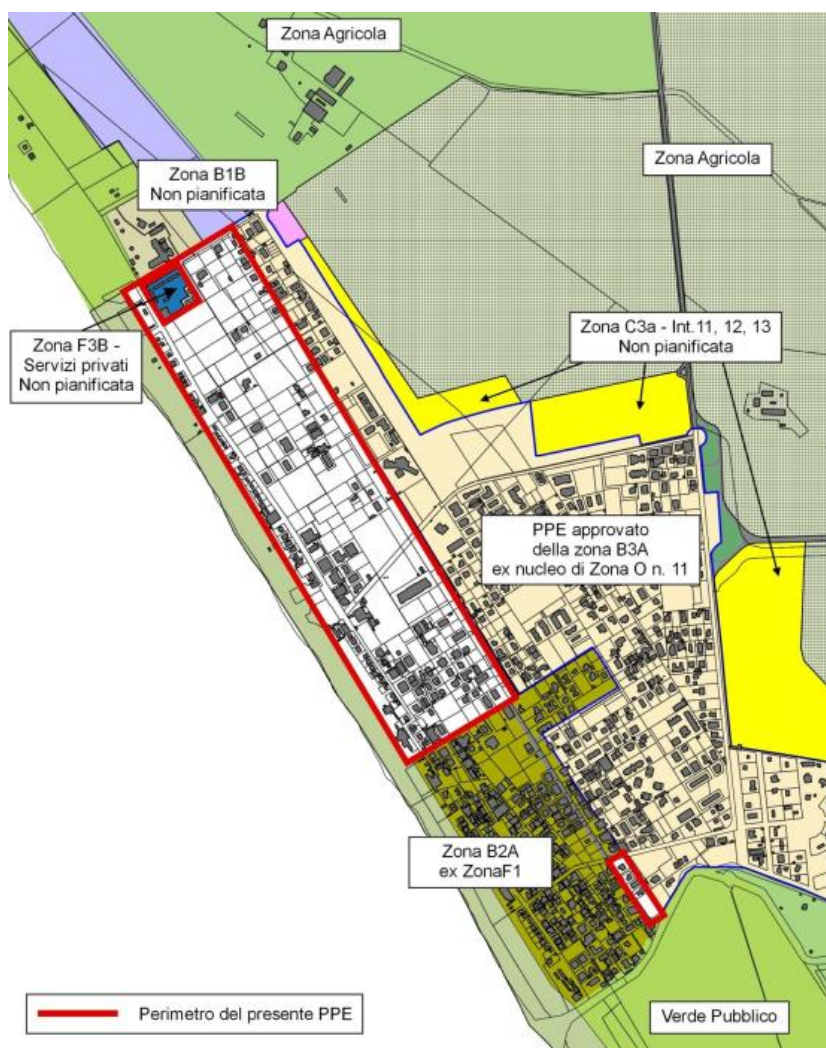 Zona Agricola
Zona Agricola
Zona B1B
Non pianificata
Zona C3a - Int.11, 12, 13
Non pianificata
Zona F3B -
Servizi privati
Non pianificata
PPE approvato
della zona B3A
ex nucleo di Zona O n. 11
Zona B2A
ex ZonaF1
Perimetro del presente PPE
Verde Pubblico